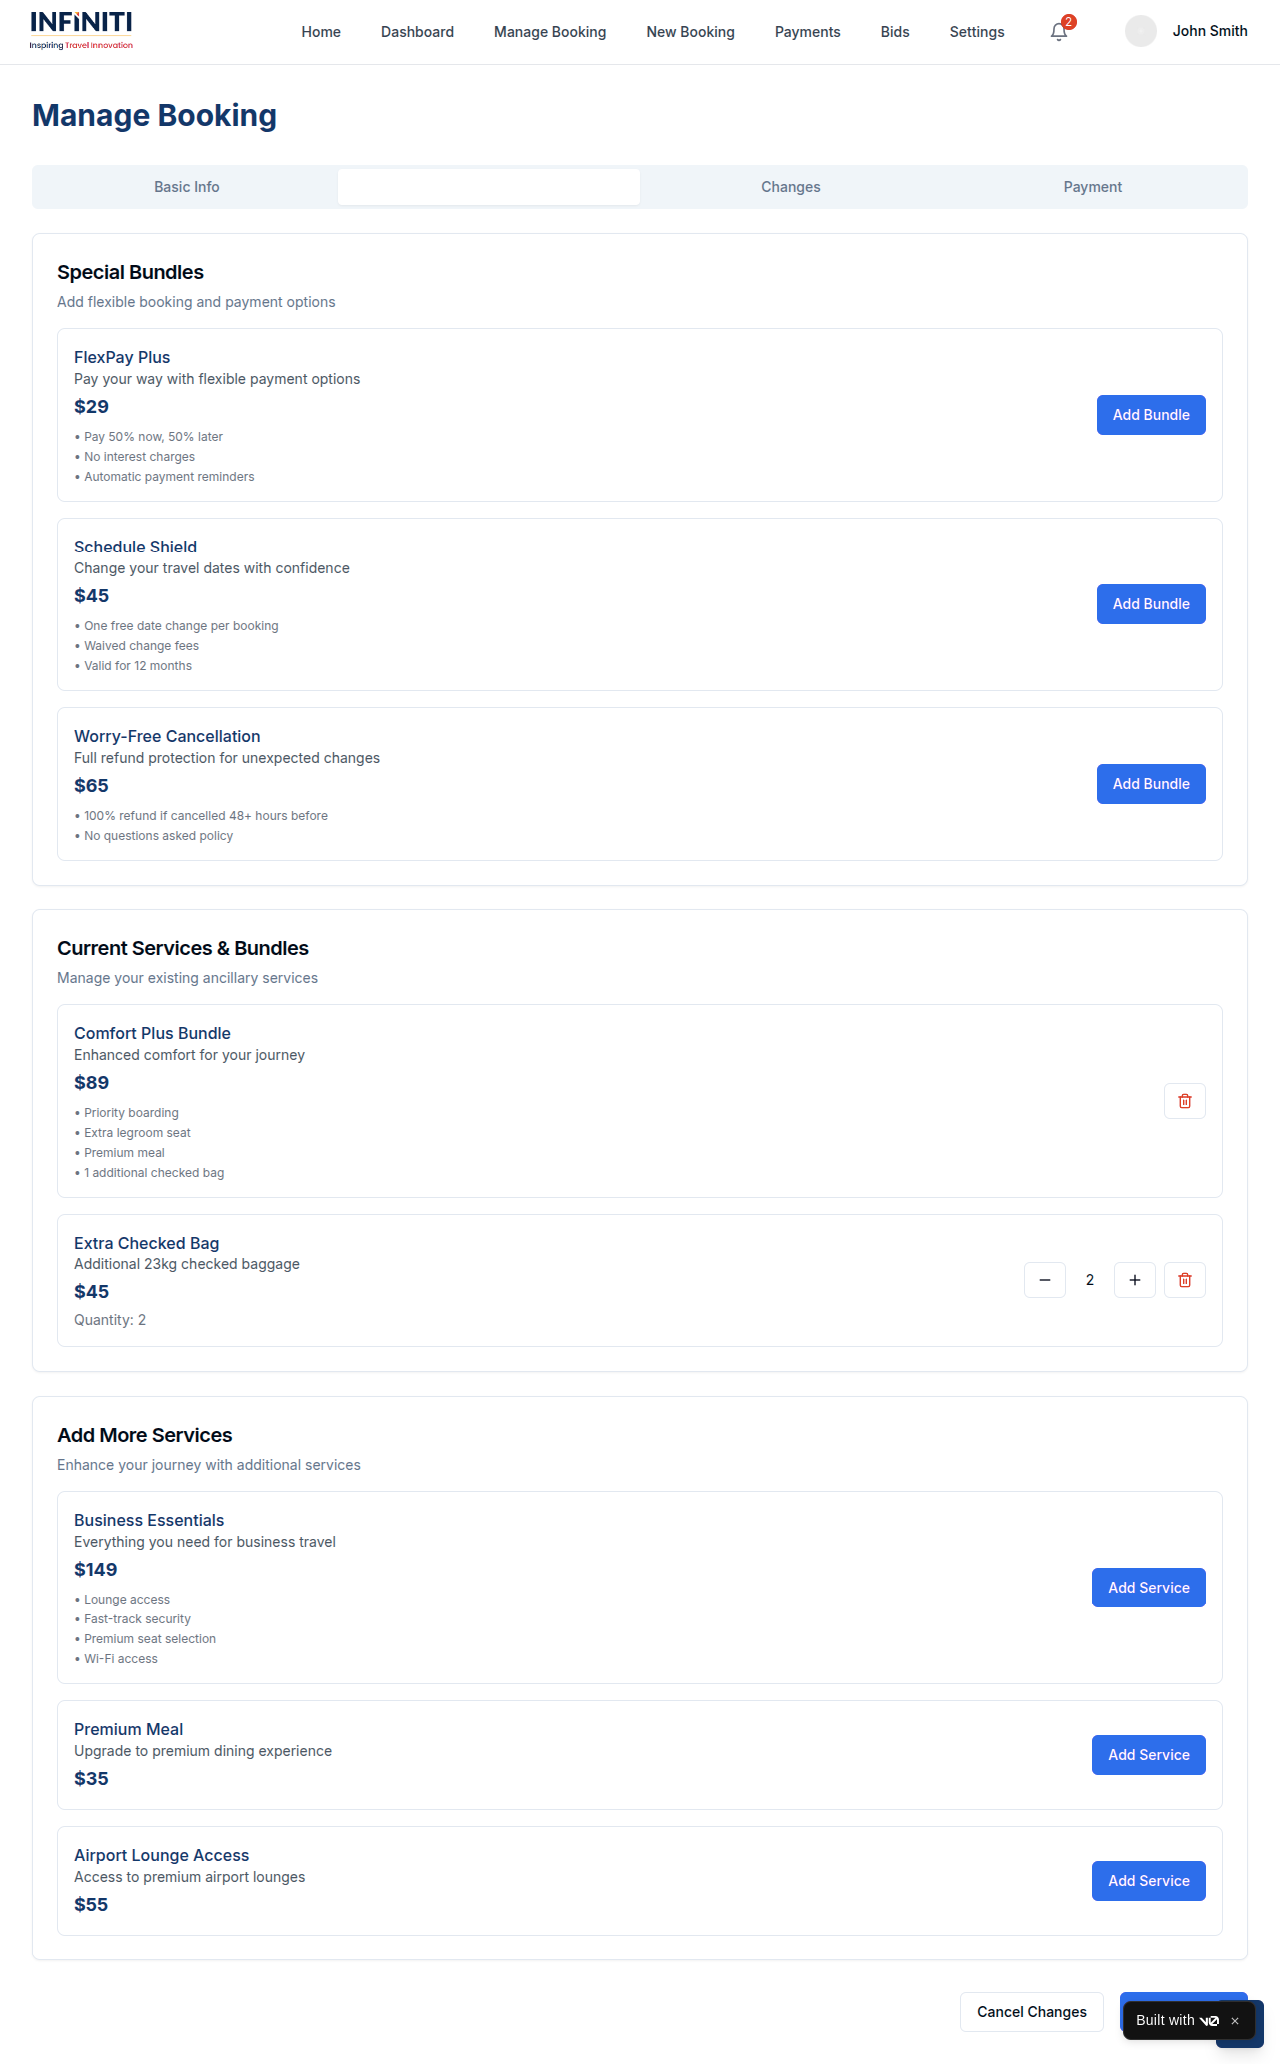 INFINITI
Inspiring Travel Innovation
Home
Dashboard
Manage Booking
New Booking
Payments
Bids
Settings
2
John Smith
Manage Booking
Basic Info
Changes
Payment
Special Bundles
Add flexible booking and payment options
FlexPay Plus
Pay your way with flexible payment options
$29
• Pay 50% now, 50% later
• No interest charges
• Automatic payment reminders
Add Bundle
Schedule Shield
Change your travel dates with confidence
$45
• One free date change per booking
• Waived change fees
• Valid for 12 months
Add Bundle
Worry-Free Cancellation
Full refund protection for unexpected changes
$65
• 100% refund if cancelled 48+ hours before
• No questions asked policy
Add Bundle
Current Services & Bundles
Manage your existing ancillary services
Comfort Plus Bundle
Enhanced comfort for your journey
$89
• Priority boarding
• Extra legroom seat
• Premium meal
• 1 additional checked bag
Extra Checked Bag
Additional 23kg checked baggage
$45
Quantity: 2
2
Add More Services
Enhance your journey with additional services
Business Essentials
Everything you need for business travel
$149
• Lounge access
• Fast-track security
• Premium seat selection
• Wi-Fi access
Add Service
Premium Meal
Upgrade to premium dining experience
$35
Add Service
Airport Lounge Access
Access to premium airport lounges
$55
Add Service
Cancel Changes
Built with v0